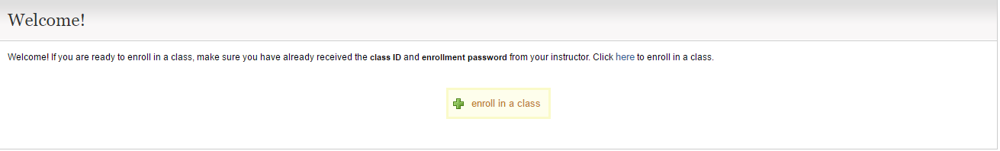 Welcome!
Welcome! If you are ready to enroll in a class, make sure you have already received the class ID and enrollment password from your instructor. Click here to enroll in a class.
enroll in a class